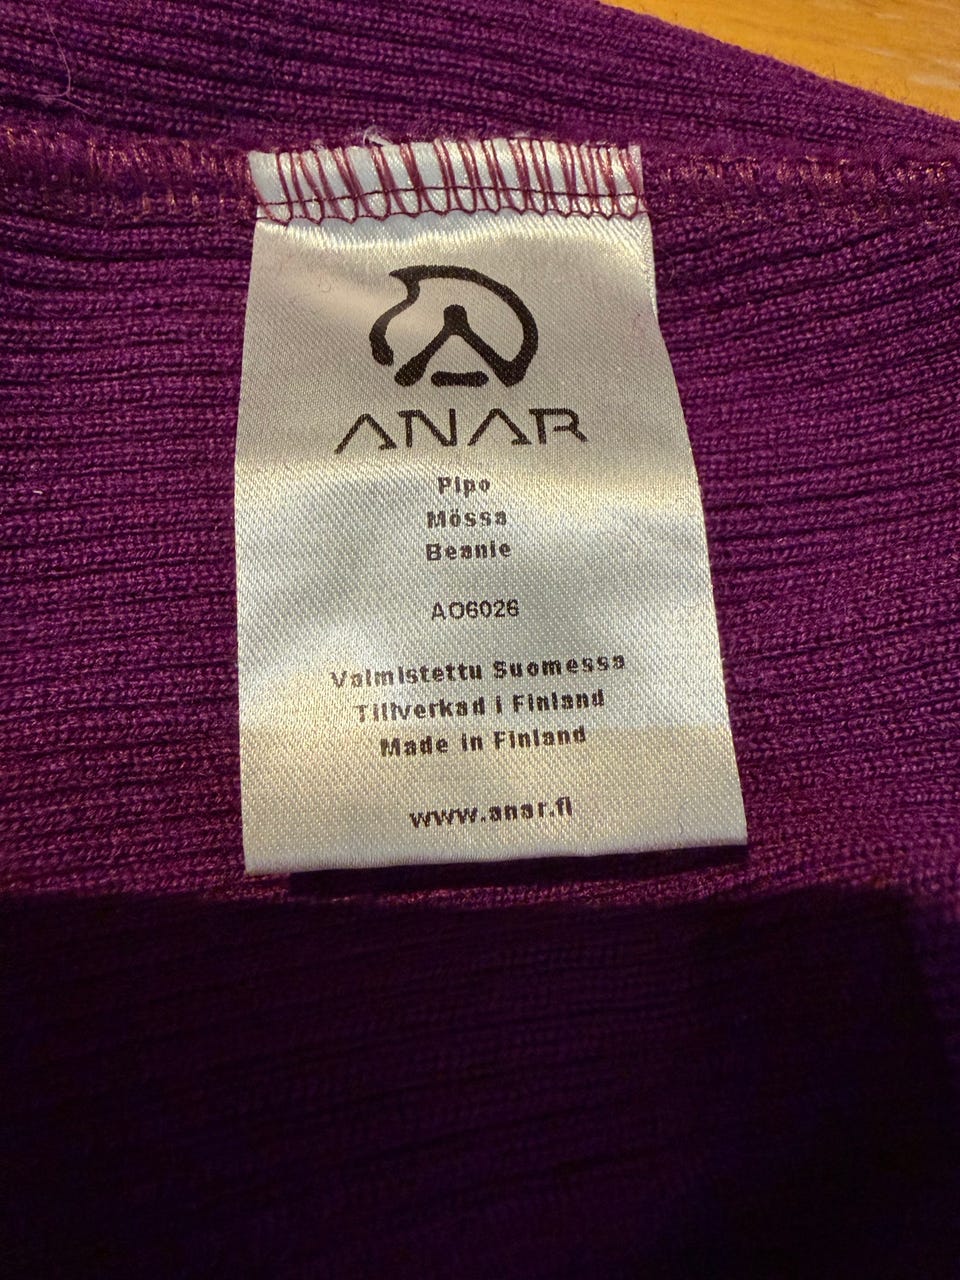 ANAR
Pipo
Mössa
Beanie
AO6026
Valmistettu Suomessa
Tillverkad i Finland
Made in Finland
www.anar.fi